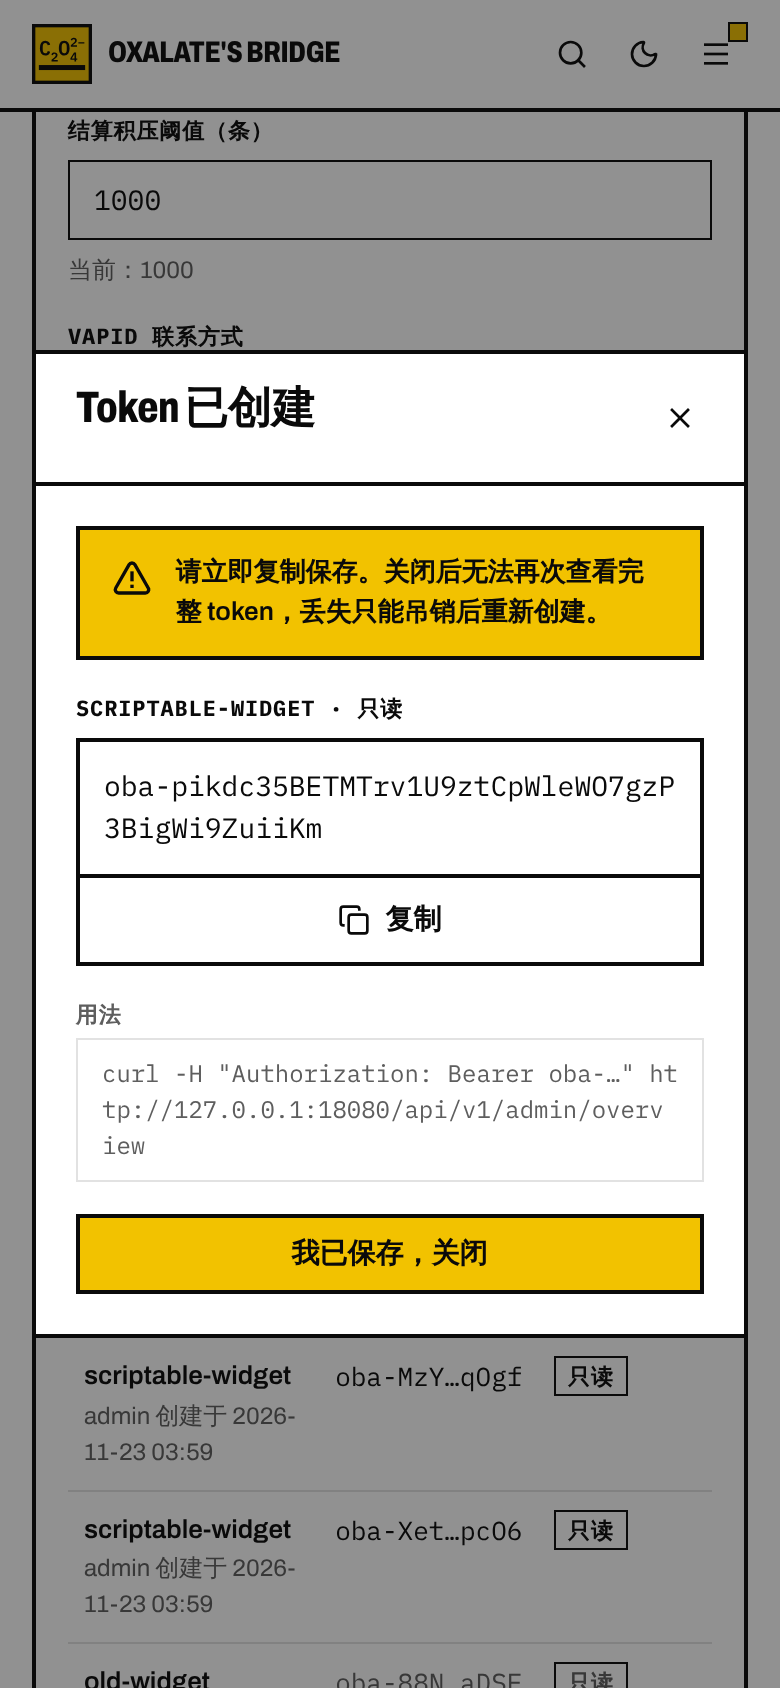 C₂O₄²⁻ OXALATE'S BRIDGE
结算积压阈值（条）
1000
当前：1000
VAPID 联系方式
Token 已创建
请立即复制保存。关闭后无法再次查看完
整 token，丢失只能吊销后重新创建。
SCRIPTABLE-WIDGET · 只读
oba-pikdc35BETMTrv1U9ztCpWleWO7gzP
3BigWi9ZuiiKm
复制
用法
curl -H "Authorization: Bearer oba-…" ht
tp://127.0.0.1:18080/api/v1/admin/overv
iew
我已保存，关闭
scriptable-widget oba-MzY…qOgf 只读
admin 创建于 2026-
11-23 03:59
scriptable-widget oba-Xet…pcO6 只读
admin 创建于 2026-
11-23 03:59
old-widget oba-88N…aDSE 只读